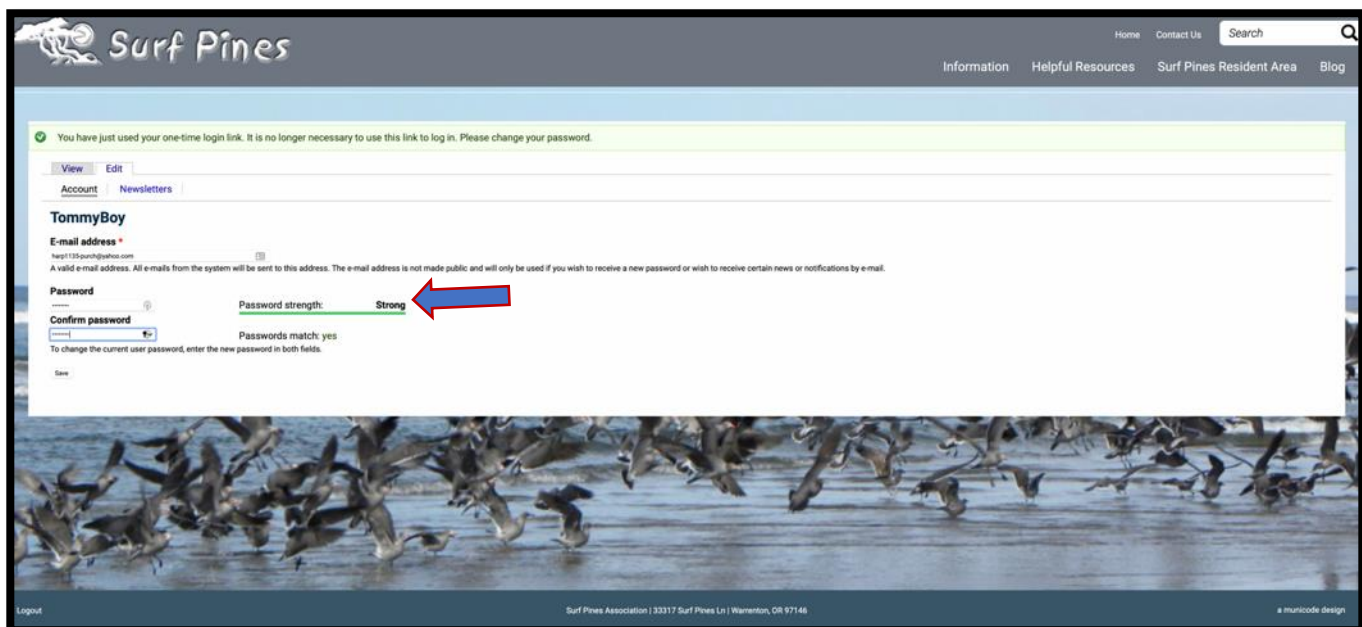 Surf Pines
Home Contact Us Search
Information Helpful Resources Surf Pines Resident Area Blog
You have just used your one-time login link. It is no longer necessary to use this link to log in. Please change your password.
View Edit
Account Newsletters
TommyBoy
E-mail address *
harp1135-purch@yahoo.com
A valid e-mail address. All e-mails from the system will be sent to this address. The e-mail address is not made public and will only be used if you wish to receive a new password or wish to receive certain news or notifications by e-mail.
Password
Password strength: Strong
Confirm password
Passwords match: yes
To change the current user password, enter the new password in both fields.
Save
Logout
Surf Pines Association | 33317 Surf Pines Ln | Warrenton, OR 97146
a municode design